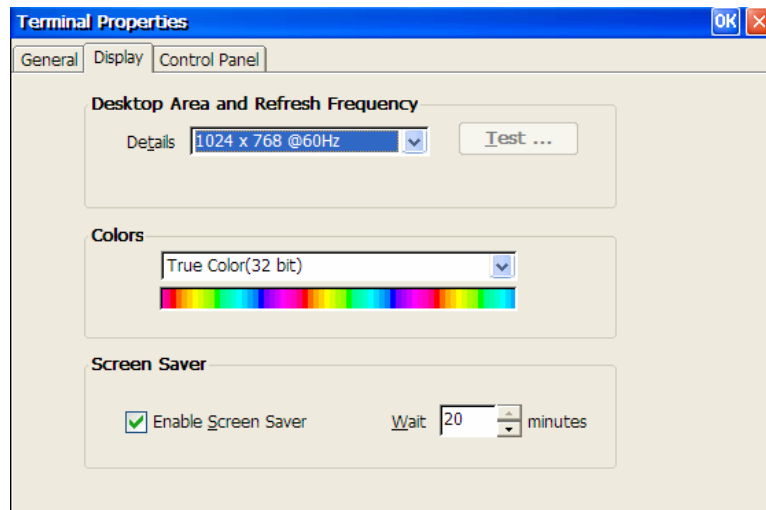 Terminal Properties OK
General Display Control Panel
Desktop Area and Refresh Frequency
Details 1024 x 768 @60Hz Test ...
Colors
True Color(32 bit)
Screen Saver
Enable Screen Saver Wait 20 minutes